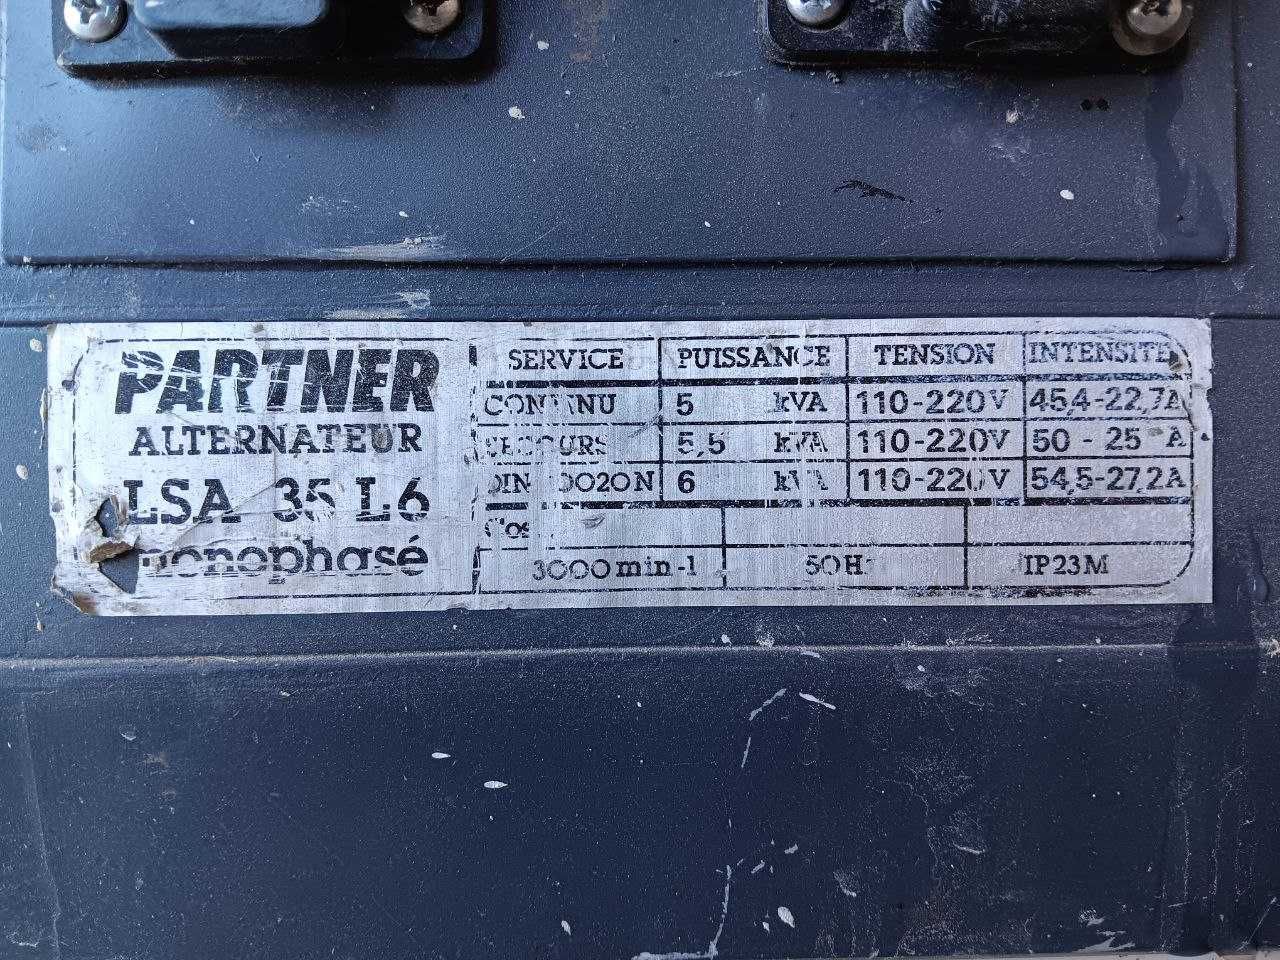 PARTNER
ALTERNATEUR
LSA 35 L6
monophasé
SERVICE PUISSANCE TENSION INTENSITE
CONTINU 5 kVA 110-220V 45,4-22,7A
SECOURS 5,5 kVA 110-220V 50 - 25 A
DIN 6 kVA 110-220V 54,5-27,2A
Cos
3000 min-1 50Hz IP23M